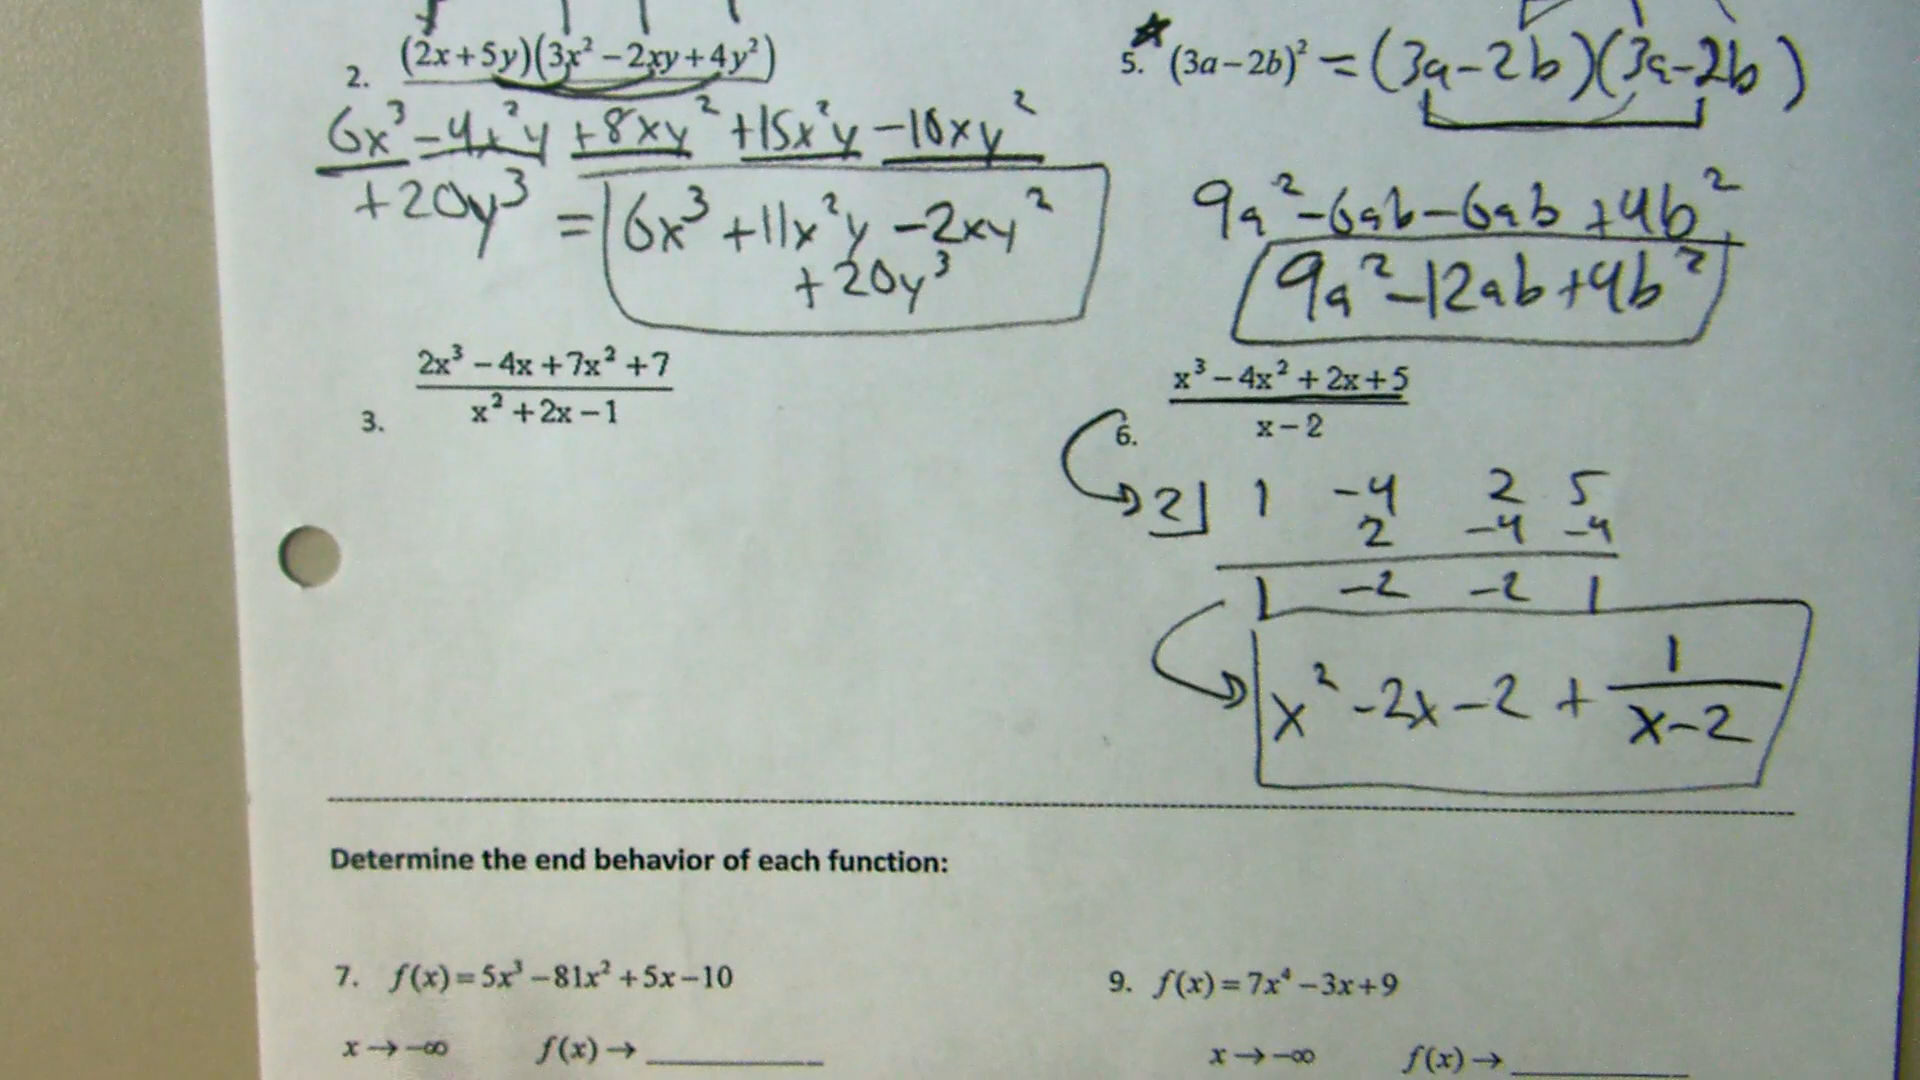 2. (2x+5y)(3x²−2xy+4y²)
6x³−4x²y+8xy²+15x²y−10xy²
+20y³ = 6x³+11x²y−2xy²
+20y³
3. 2x³−4x+7x²+7
x²+2x−1
5. (3a−2b)² = (3a−2b)(3a−2b)
9a²−6ab−6ab+4b²
9a²−12ab+4b²
6. x³−4x²+2x+5
x−2
2| 1 −4 2 5
2 −4 −4
1 −2 −2 1
x²−2x−2+ 1
x−2
Determine the end behavior of each function:
7. f(x)=5x³−81x²+5x−10
x→−∞ f(x)→ ________
9. f(x)=7x⁴−3x+9
x→−∞ f(x)→ ________